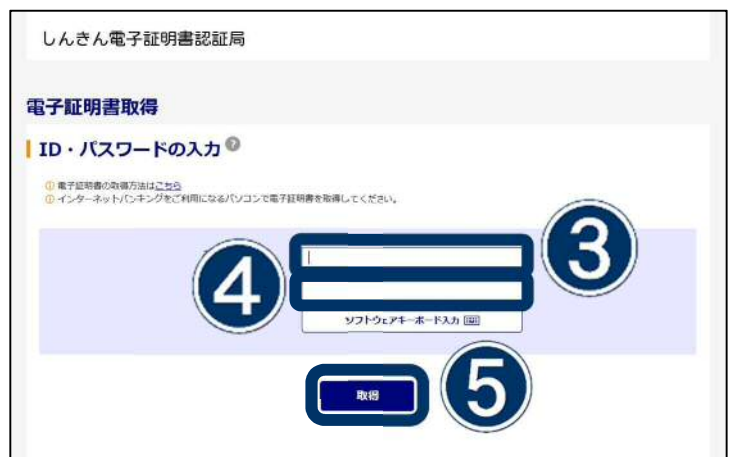 しんきん電子証明書認証局
電子証明書取得
ID・パスワードの入力 ?
電子証明書の取得方法はこちら
インターネットバンキングをご利用になるパソコンで電子証明書を取得してください。
③
④
ソフトウェアキーボード入力
取得
⑤